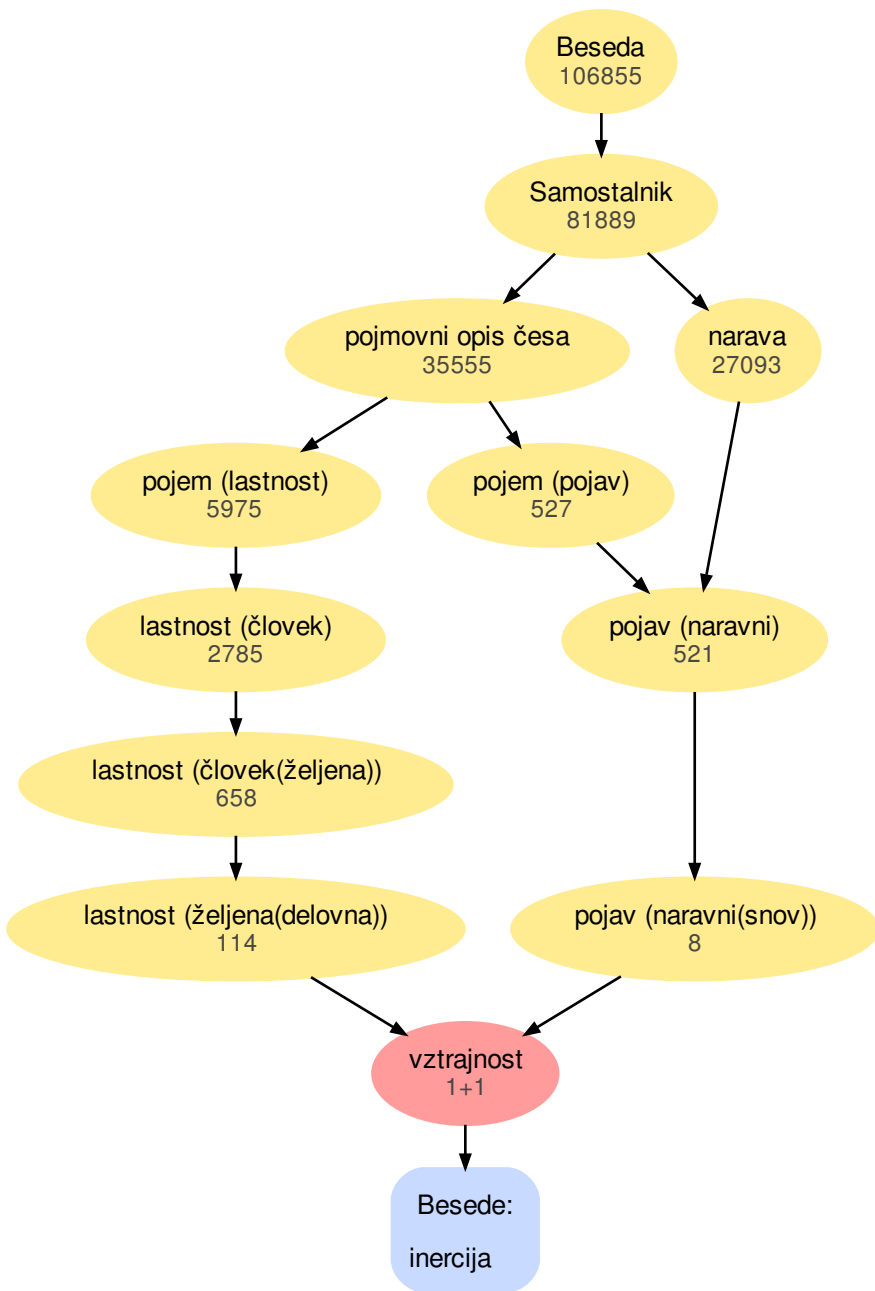 Beseda
106855
Samostalnik
81889
pojmovni opis česa
35555
narava
27093
pojem (lastnost)
5975
pojem (pojav)
527
lastnost (človek)
2785
pojav (naravni)
521
lastnost (človek(željena))
658
lastnost (željena(delovna))
114
pojav (naravni(snov))
8
vztrajnost
1+1
Besede:
inercija